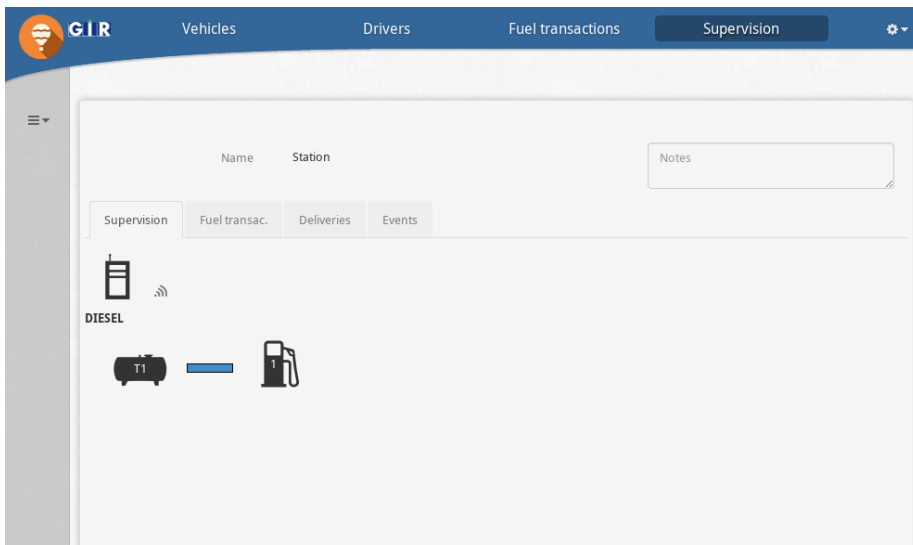 GIR Vehicles Drivers Fuel transactions Supervision
Name Station Notes
Supervision Fuel transac. Deliveries Events
DIESEL
T1 1